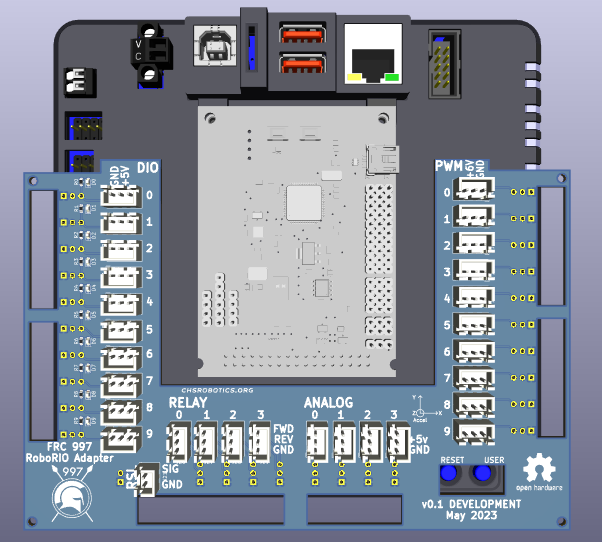 V
C
DIO
GND
+5V
PWM
+6V
GND
0
1
2
3
4
5
6
7
8
9
0
1
2
3
4
5
6
7
8
9
CHSROBOTICS.ORG
RELAY
0 1 2 3
FWD
REV
GND
ANALOG
0 1 2 3
+5v
GND
Y
Z X
Accel
FRC 997
RoboRIO Adapter
997
RSL
SIG
GND
RESET
USER
open hardware
v0.1 DEVELOPMENT
May 2023